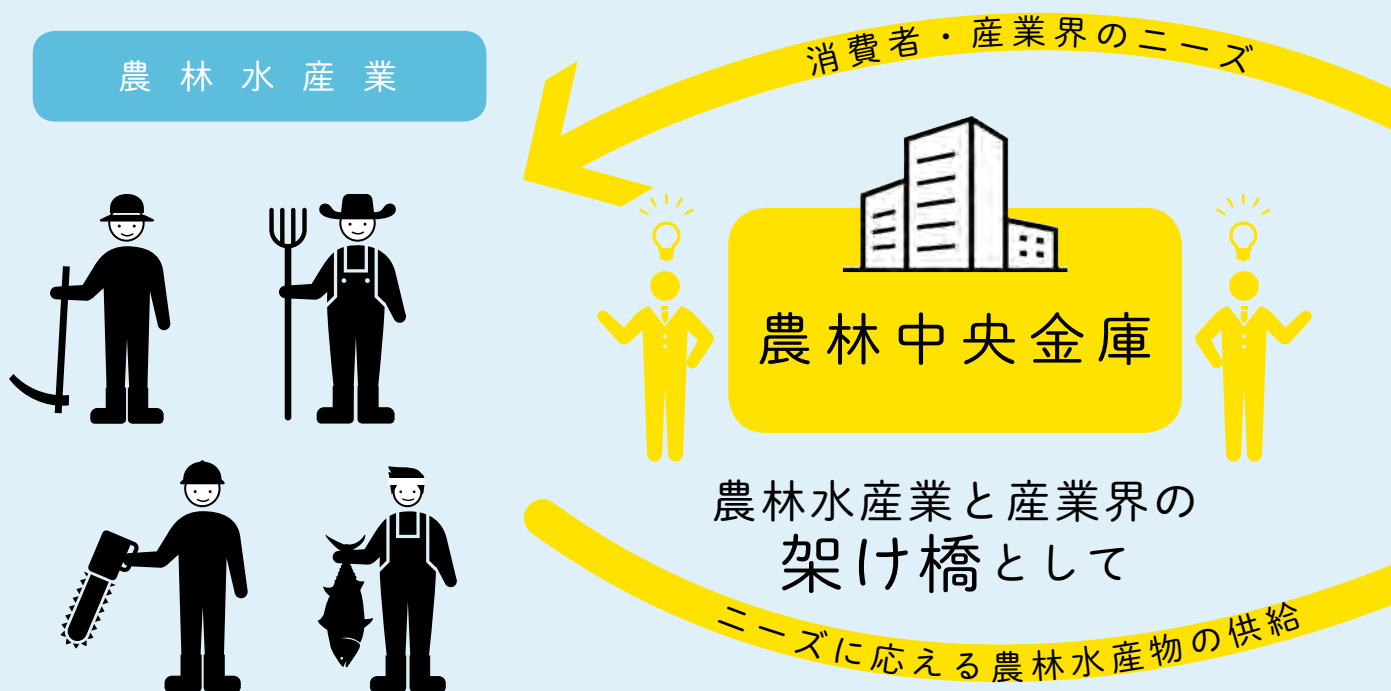 農林水産業
消費者・産業界のニーズ
農林中央金庫
農林水産業と産業界の
架け橋として
ニーズに応える農林水産物の供給